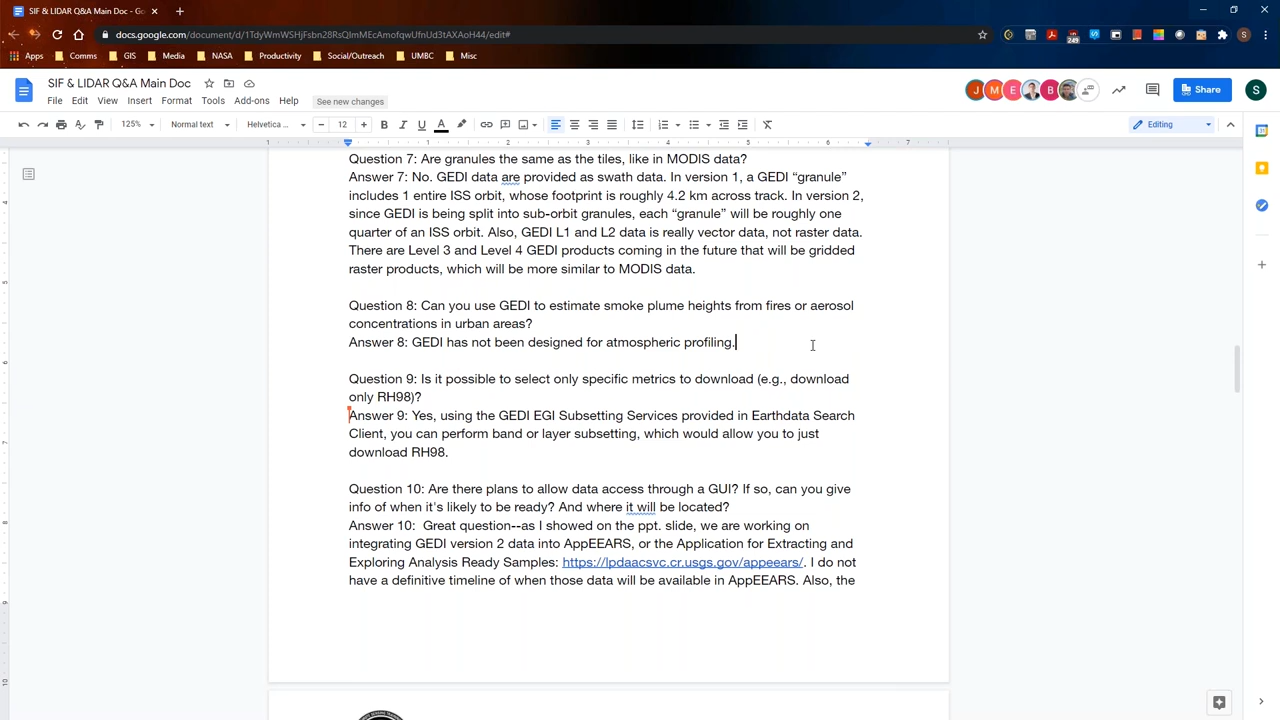 SIF & LIDAR Q&A Main Doc - Go
docs.google.com/document/d/1TdyWmWSHjFsbn28RsQImMEcAmofqwUfnUd3tAXAoH44/edit#
Apps Comms GIS Media NASA Productivity Social/Outreach UMBC Misc
249
S
SIF & LIDAR Q&A Main Doc
File Edit View Insert Format Tools Add-ons Help See new changes
J M E B Share S
125% Normal text Helvetica ... 12 B I U A Editing
1 1 2 3 4 5 6 7
Question 7: Are granules the same as the tiles, like in MODIS data?
Answer 7: No. GEDI data are provided as swath data. In version 1, a GEDI “granule”
includes 1 entire ISS orbit, whose footprint is roughly 4.2 km across track. In version 2,
since GEDI is being split into sub-orbit granules, each “granule” will be roughly one
quarter of an ISS orbit. Also, GEDI L1 and L2 data is really vector data, not raster data.
There are Level 3 and Level 4 GEDI products coming in the future that will be gridded
raster products, which will be more similar to MODIS data.
Question 8: Can you use GEDI to estimate smoke plume heights from fires or aerosol
concentrations in urban areas?
Answer 8: GEDI has not been designed for atmospheric profiling.
Question 9: Is it possible to select only specific metrics to download (e.g., download
only RH98)?
Answer 9: Yes, using the GEDI EGI Subsetting Services provided in Earthdata Search
Client, you can perform band or layer subsetting, which would allow you to just
download RH98.
Question 10: Are there plans to allow data access through a GUI? If so, can you give
info of when it's likely to be ready? And where it will be located?
Answer 10:  Great question--as I showed on the ppt. slide, we are working on
integrating GEDI version 2 data into AppEEARS, or the Application for Extracting and
Exploring Analysis Ready Samples: https://lpdaacsvc.cr.usgs.gov/appeears/. I do not
have a definitive timeline of when those data will be available in AppEEARS. Also, the